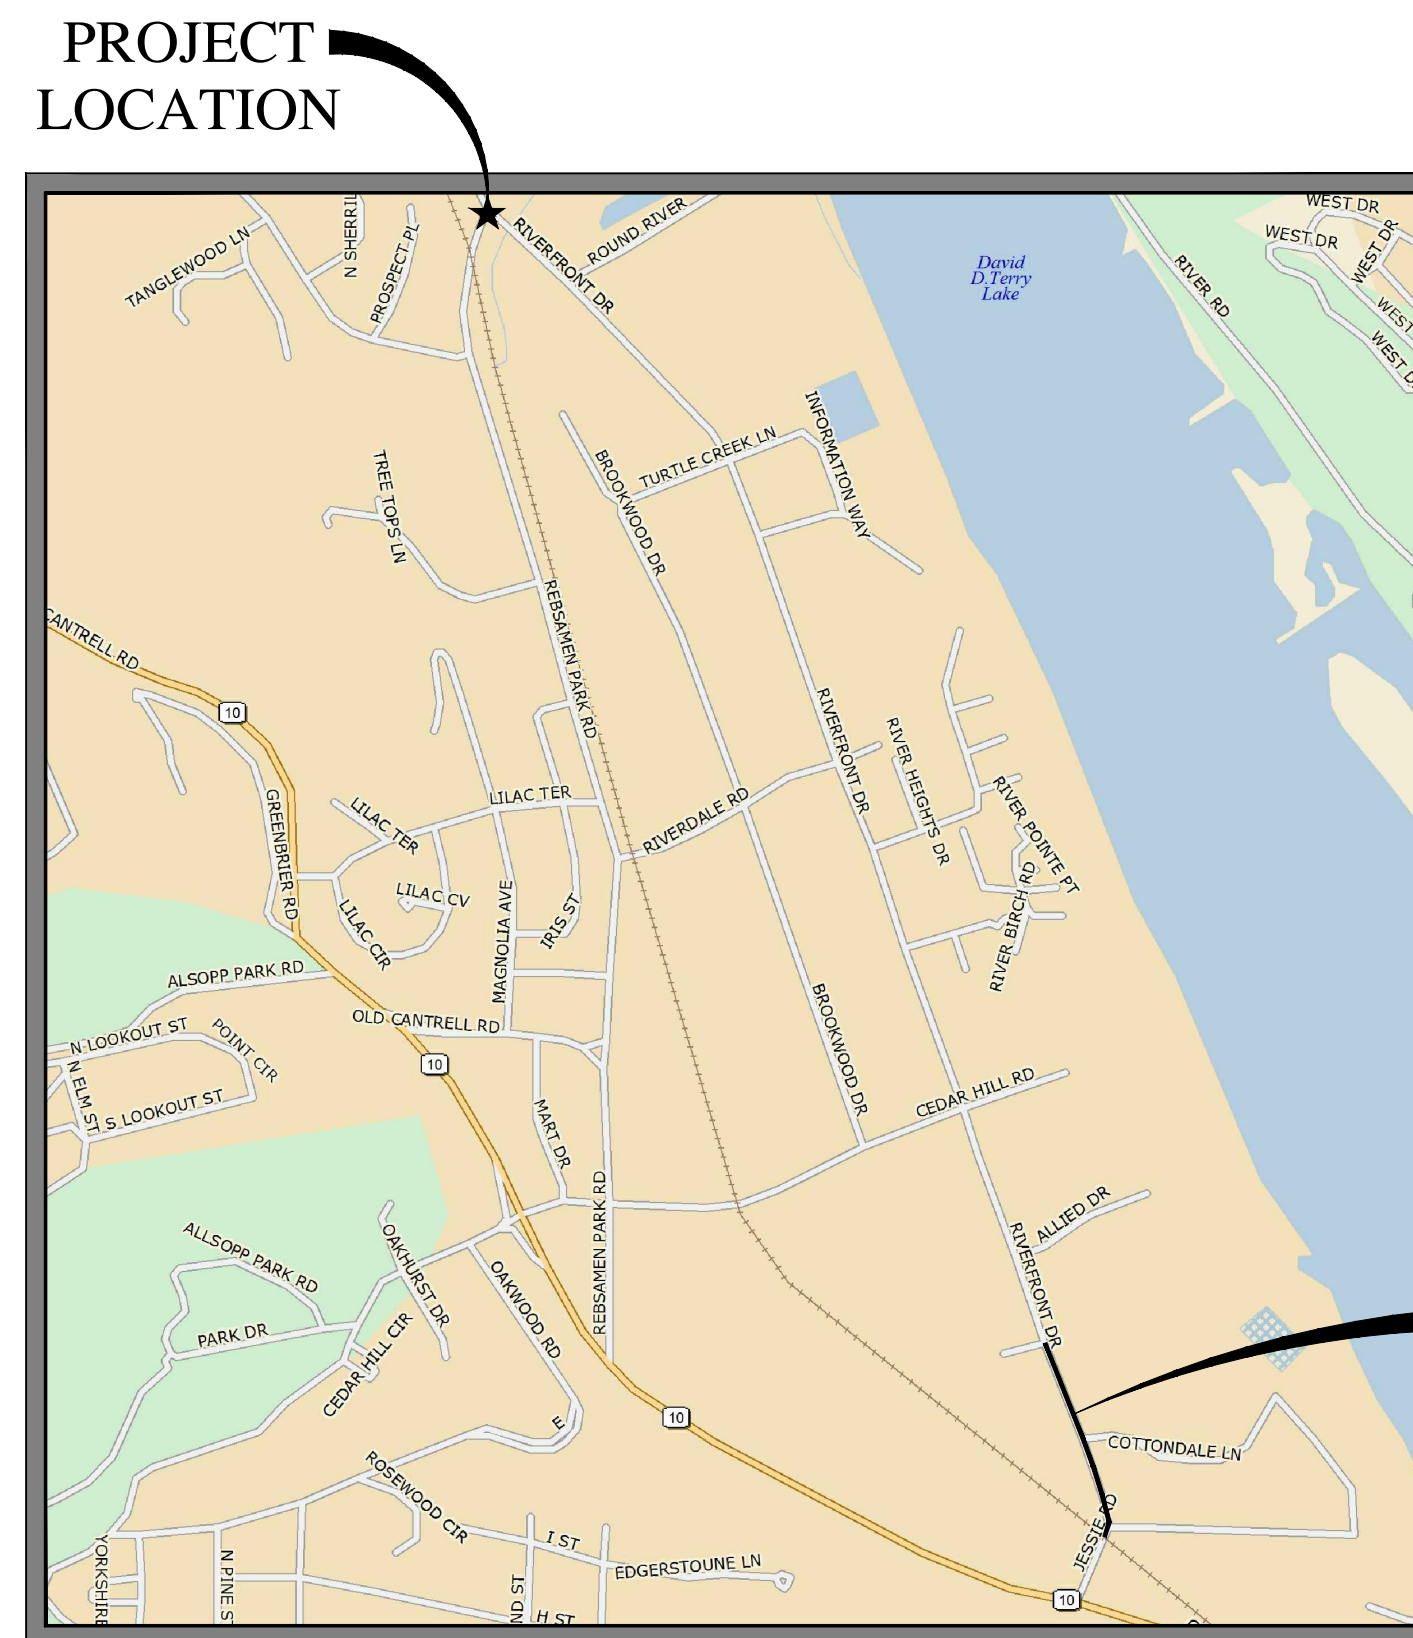 PROJECT
LOCATION
TANGLEWOOD LN
N SHERRIL
PROSPECT PL
RIVERFRONT DR
ROUND RIVER
David
D.Terry
Lake
RIVER RD
WEST DR
WEST DR
WEST DR
WEST
WEST D
TREE TOPS LN
BROOKWOOD DR
TURTLE CREEK LN
INFORMATION WAY
CANTRELL RD
10
REBSAMEN PARK RD
RIVERFRONT DR
RIVER HEIGHTS DR
RIVER POINTE PT
RIVER BIRCH RD
GREENBRIER RD
LILAC TER
LILAC TER
LILAC CV
LILAC CIR
MAGNOLIA AVE
IRIS ST
RIVERDALE RD
ALSOPP PARK RD
OLD CANTRELL RD
N LOOKOUT ST
POINT CIR
N ELM ST
S LOOKOUT ST
10
BROOKWOOD DR
CEDAR HILL RD
MART DR
REBSAMEN PARK RD
ALLIED DR
RIVERFRONT DR
ALLSOPP PARK RD
OAKHURST DR
PARK DR
CEDAR HILL CIR
OAKWOOD RD
E
10
COTTONDALE LN
JESSIE RD
ROSEWOOD CIR
I ST
EDGERSTOUNE LN
YORKSHIRE
N PINE S
ND ST
H ST
10